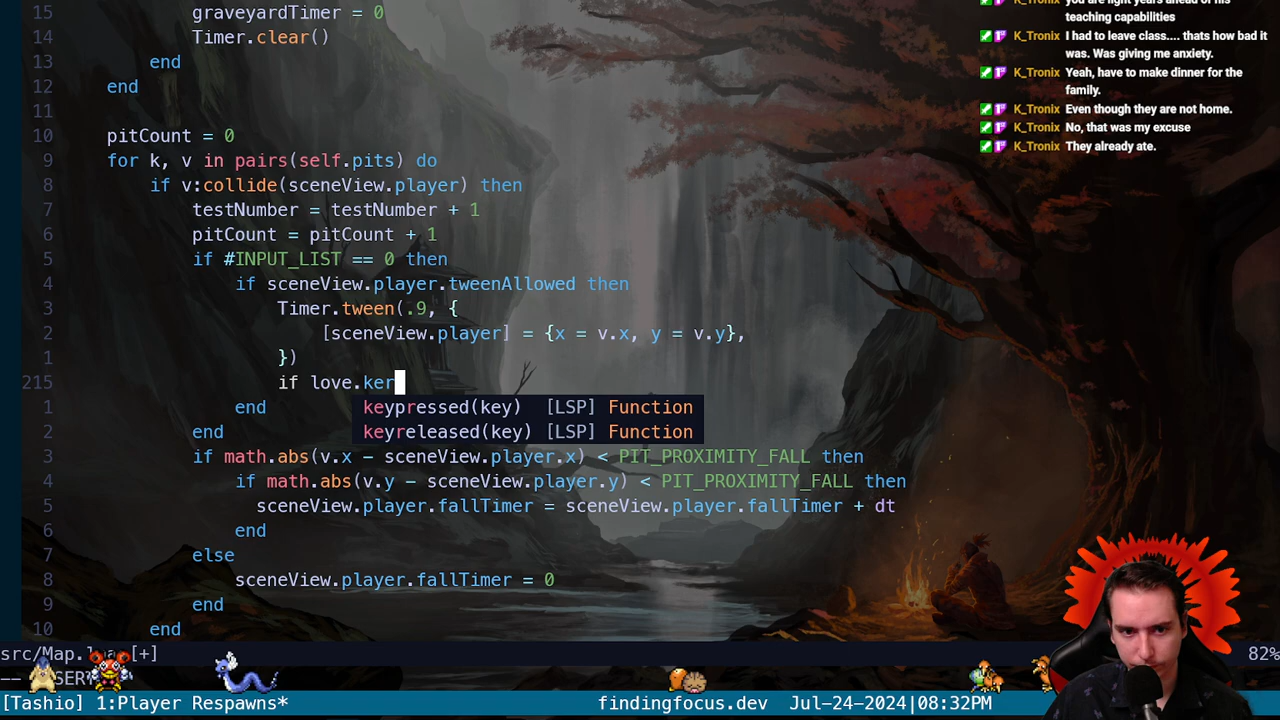 15 graveyardTimer = 0
14 Timer.clear()
13 end
12 end
11
10 pitCount = 0
9 for k, v in pairs(self.pits) do
8 if v:collide(sceneView.player) then
7 testNumber = testNumber + 1
6 pitCount = pitCount + 1
5 if #INPUT_LIST == 0 then
4 if sceneView.player.tweenAllowed then
3 Timer.tween(.9, {
2 [sceneView.player] = {x = v.x, y = v.y},
1 })
215 if love.ker
keypressed(key) [LSP] Function
keyreleased(key) [LSP] Function
1 end
2 end
3 if math.abs(v.x - sceneView.player.x) < PIT_PROXIMITY_FALL then
4 if math.abs(v.y - sceneView.player.y) < PIT_PROXIMITY_FALL then
5 sceneView.player.fallTimer = sceneView.player.fallTimer + dt
6 end
7 else
8 sceneView.player.fallTimer = 0
9 end
10 end
K_Tronix you are light years ahead of his
teaching capabilities
K_Tronix I had to leave class.... thats how bad it
was. Was giving me anxiety.
K_Tronix Yeah, have to make dinner for the
family.
K_Tronix Even though they are not home.
K_Tronix No, that was my excuse
K_Tronix They already ate.
[+] 82%
[Tashio] 1:Player Respawns* findingfocus.dev Jul-24-2024|08:32PM